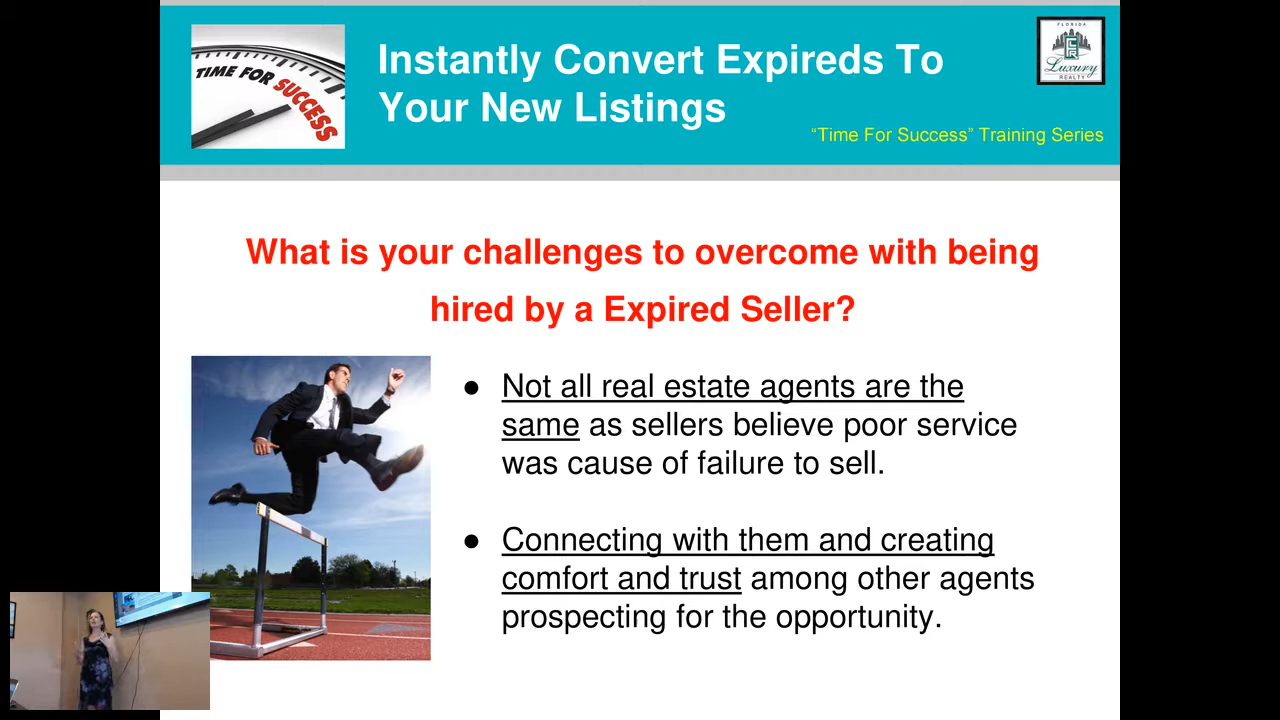 TIME FOR SUCCESS
Instantly Convert Expireds To
Your New Listings
FLORIDA
Luxury
REALTY
“Time For Success” Training Series
What is your challenges to overcome with being
hired by a Expired Seller?
● Not all real estate agents are the
same as sellers believe poor service
was cause of failure to sell.
● Connecting with them and creating
comfort and trust among other agents
prospecting for the opportunity.